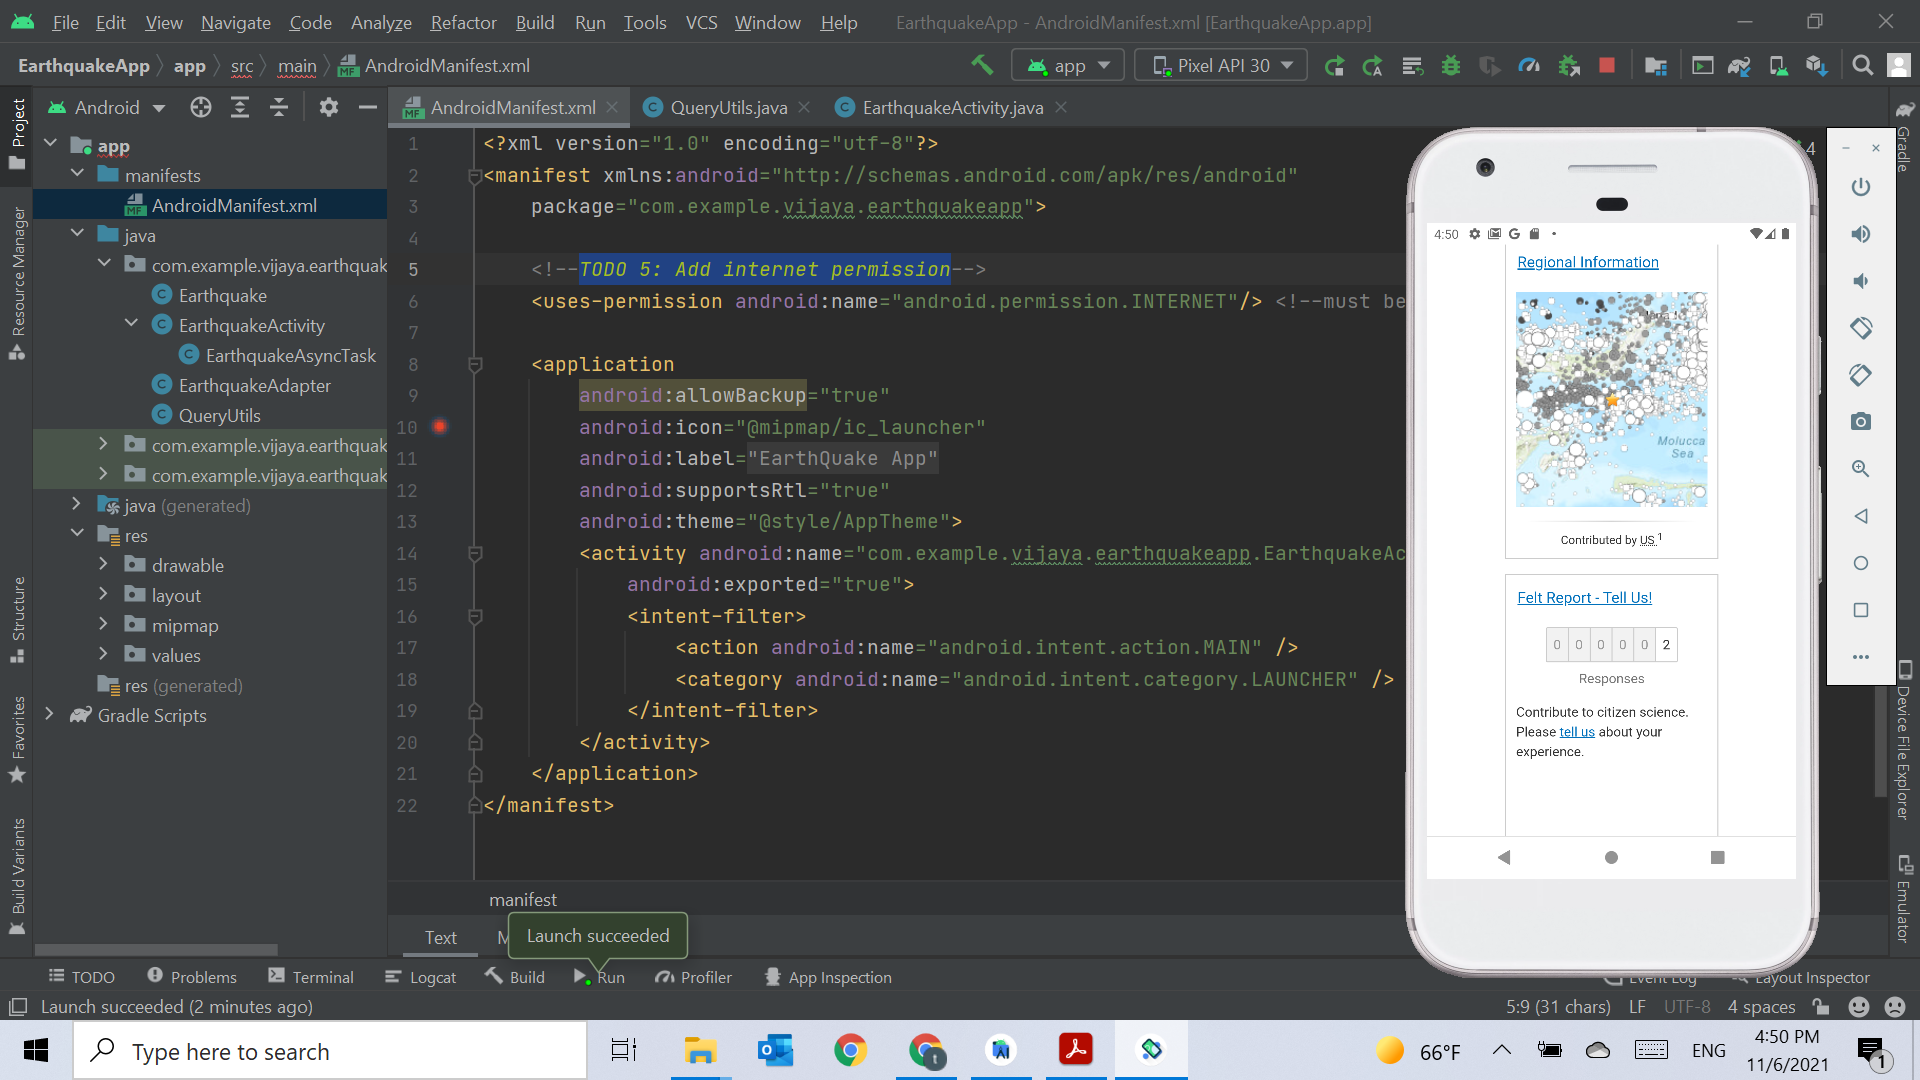 File Edit View Navigate Code Analyze Refactor Build Run Tools VCS Window Help EarthquakeApp - AndroidManifest.xml [EarthquakeApp.app]
EarthquakeApp app src main AndroidManifest.xml app Pixel API 30
Android AndroidManifest.xml QueryUtils.java EarthquakeActivity.java
Project
Resource Manager
Structure
Favorites
Build Variants
app
manifests
AndroidManifest.xml
java
com.example.vijaya.earthquak
Earthquake
EarthquakeActivity
EarthquakeAsyncTask
EarthquakeAdapter
QueryUtils
com.example.vijaya.earthquak
com.example.vijaya.earthquak
java (generated)
res
drawable
layout
mipmap
values
res (generated)
Gradle Scripts
1 <?xml version="1.0" encoding="utf-8"?>
2 <manifest xmlns:android="http://schemas.android.com/apk/res/android"
3 package="com.example.vijaya.earthquakeapp">
4
5 <!--TODO 5: Add internet permission-->
6 <uses-permission android:name="android.permission.INTERNET"/> <!--must be
7
8 <application
9 android:allowBackup="true"
10 android:icon="@mipmap/ic_launcher"
11 android:label="EarthQuake App"
12 android:supportsRtl="true"
13 android:theme="@style/AppTheme">
14 <activity android:name="com.example.vijaya.earthquakeapp.EarthquakeAc
15 android:exported="true">
16 <intent-filter>
17 <action android:name="android.intent.action.MAIN" />
18 <category android:name="android.intent.category.LAUNCHER" />
19 </intent-filter>
20 </activity>
21 </application>
22 </manifest>
manifest
Text M
Launch succeeded
4
4:50
Regional Information
Molucca
Sea
Contributed by US 1
Felt Report - Tell Us!
0 0 0 0 0 2
Responses
Contribute to citizen science.
Please tell us about your
experience.
Gradle
Device File Explorer
Emulator
TODO Problems Terminal Logcat Build Run Profiler App Inspection Event Log Layout Inspector
Launch succeeded (2 minutes ago) 5:9 (31 chars) LF UTF-8 4 spaces
Type here to search 66°F ENG 4:50 PM
11/6/2021
1